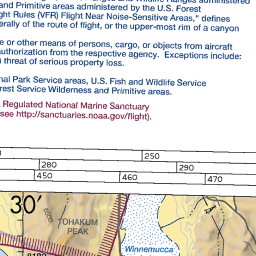 and Primitive areas administered by the U.S. Forest
ght Rules (VFR) Flight Near Noise-Sensitive Areas," defines
erally of the route of flight, or the upper-most rim of a canyon
e or other means of persons, cargo, or objects from aircraft
authorization from the respective agency. Exceptions include:
threat of serious property loss.
nal Park Service areas, U.S. Fish and Wildlife Service
rest Service Wilderness and Primitive areas.
Regulated National Marine Sanctuary
see http://sanctuaries.noaa.gov/flight).
250
280
290
450
460
470
30'
TOHAKUM
PEAK
Winnemucca